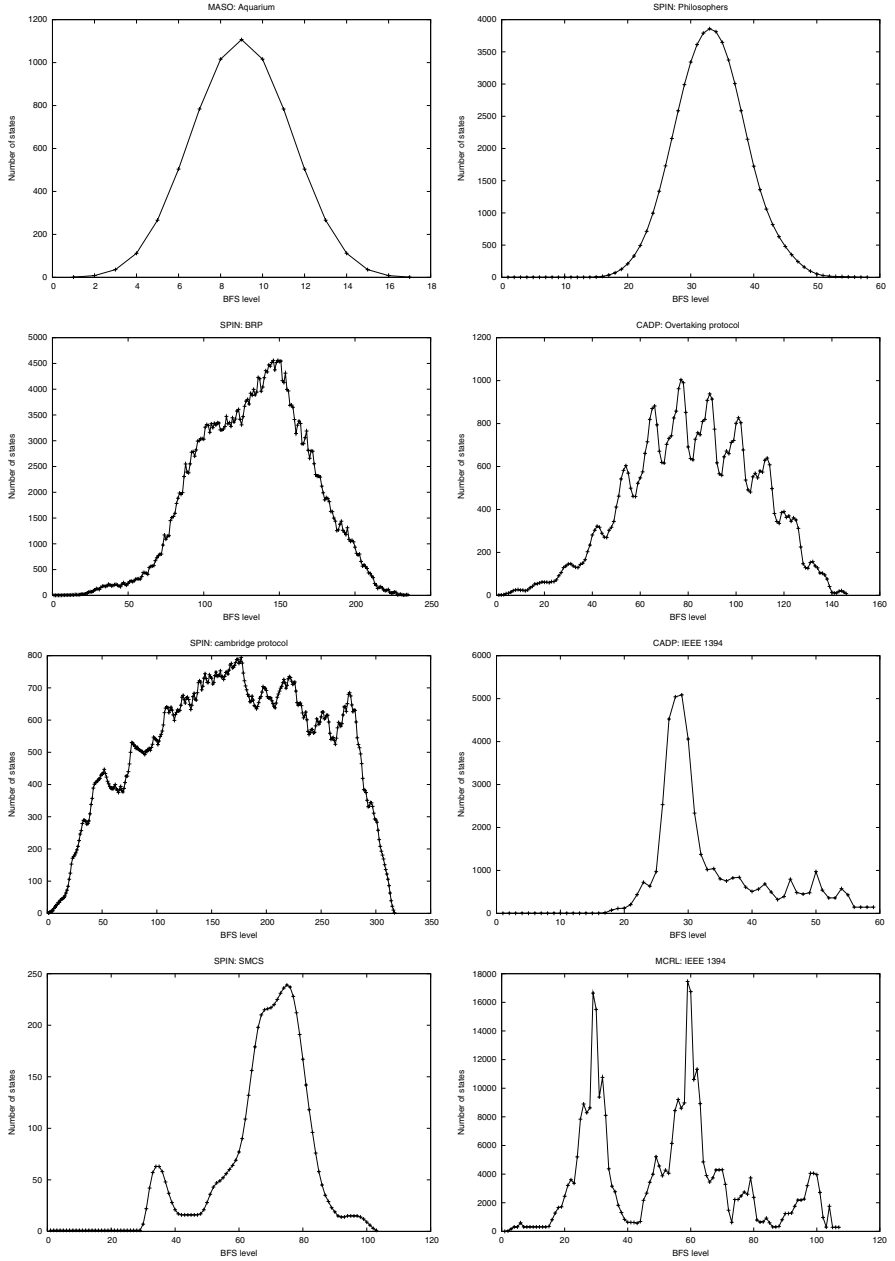 MASO: Aquarium
1200
1000
800
600
400
200
0
Number of states
0 2 4 6 8 10 12 14 16 18
BFS level
SPIN: Philosophers
4000
3500
3000
2500
2000
1500
1000
500
0
Number of states
0 10 20 30 40 50 60
BFS level
SPIN: BRP
5000
4500
4000
3500
3000
2500
2000
1500
1000
500
0
Number of states
0 50 100 150 200 250
BFS level
CADP: Overtaking protocol
1200
1000
800
600
400
200
0
Number of states
0 20 40 60 80 100 120 140 160
BFS level
SPIN: cambridge protocol
800
700
600
500
400
300
200
100
0
Number of states
0 50 100 150 200 250 300 350
BFS level
CADP: IEEE 1394
6000
5000
4000
3000
2000
1000
0
Number of states
0 10 20 30 40 50 60
BFS level
SPIN: SMCS
250
200
150
100
50
0
Number of states
0 20 40 60 80 100 120
BFS level
MCRL: IEEE 1394
18000
16000
14000
12000
10000
8000
6000
4000
2000
0
Number of states
0 20 40 60 80 100 120
BFS level